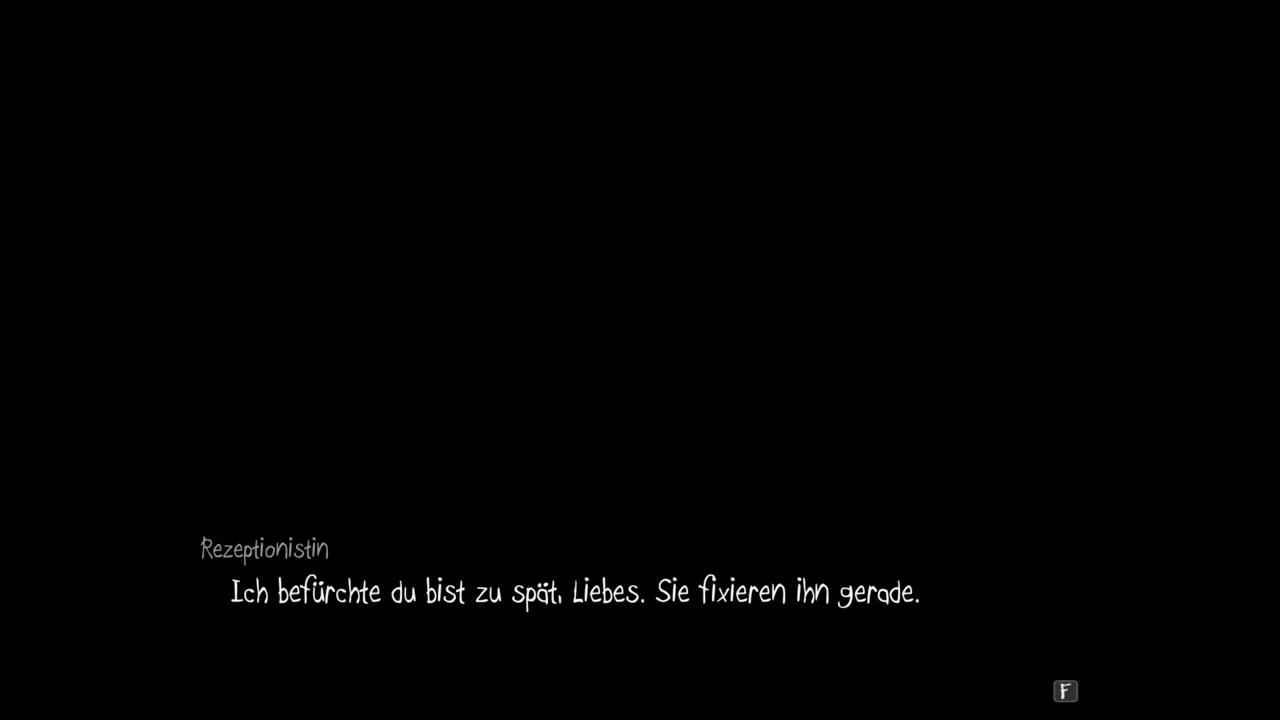 Rezeptionistin
Ich befürchte du bist zu spät, Liebes. Sie fixieren ihn gerade.
F